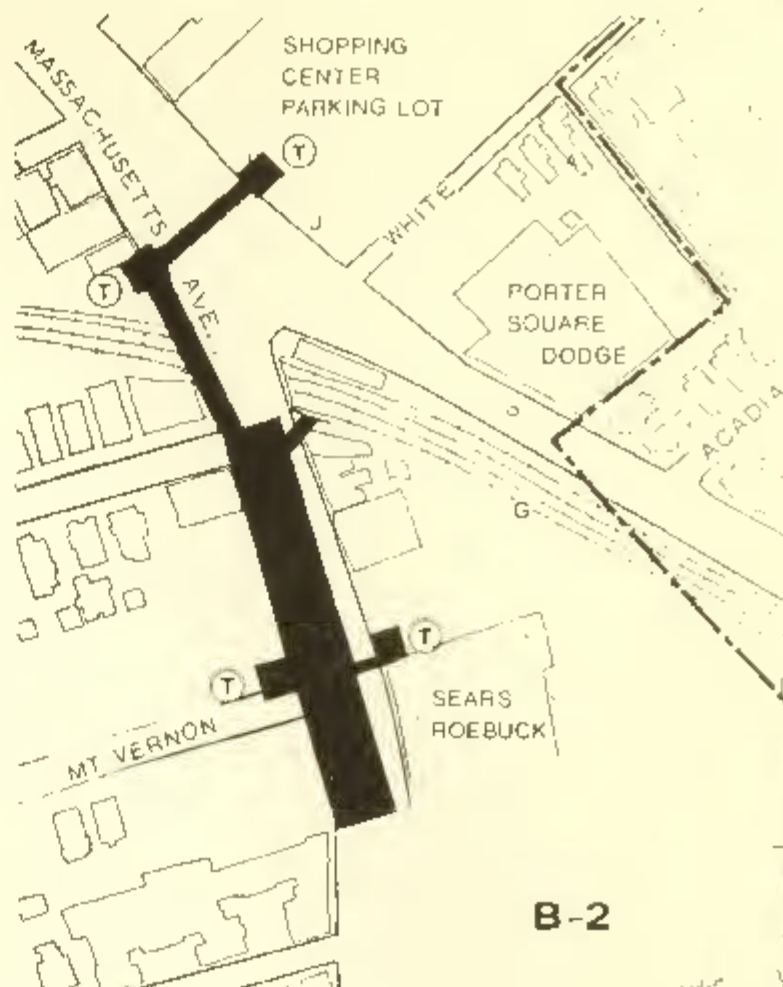 MASSACHUSETTS AVE.
SHOPPING
CENTER
PARKING LOT
T
T
WHITE
PORTER
SQUARE
DODGE
ACADIA
G
T
T
SEARS
ROEBUCK
MT VERNON
B-2